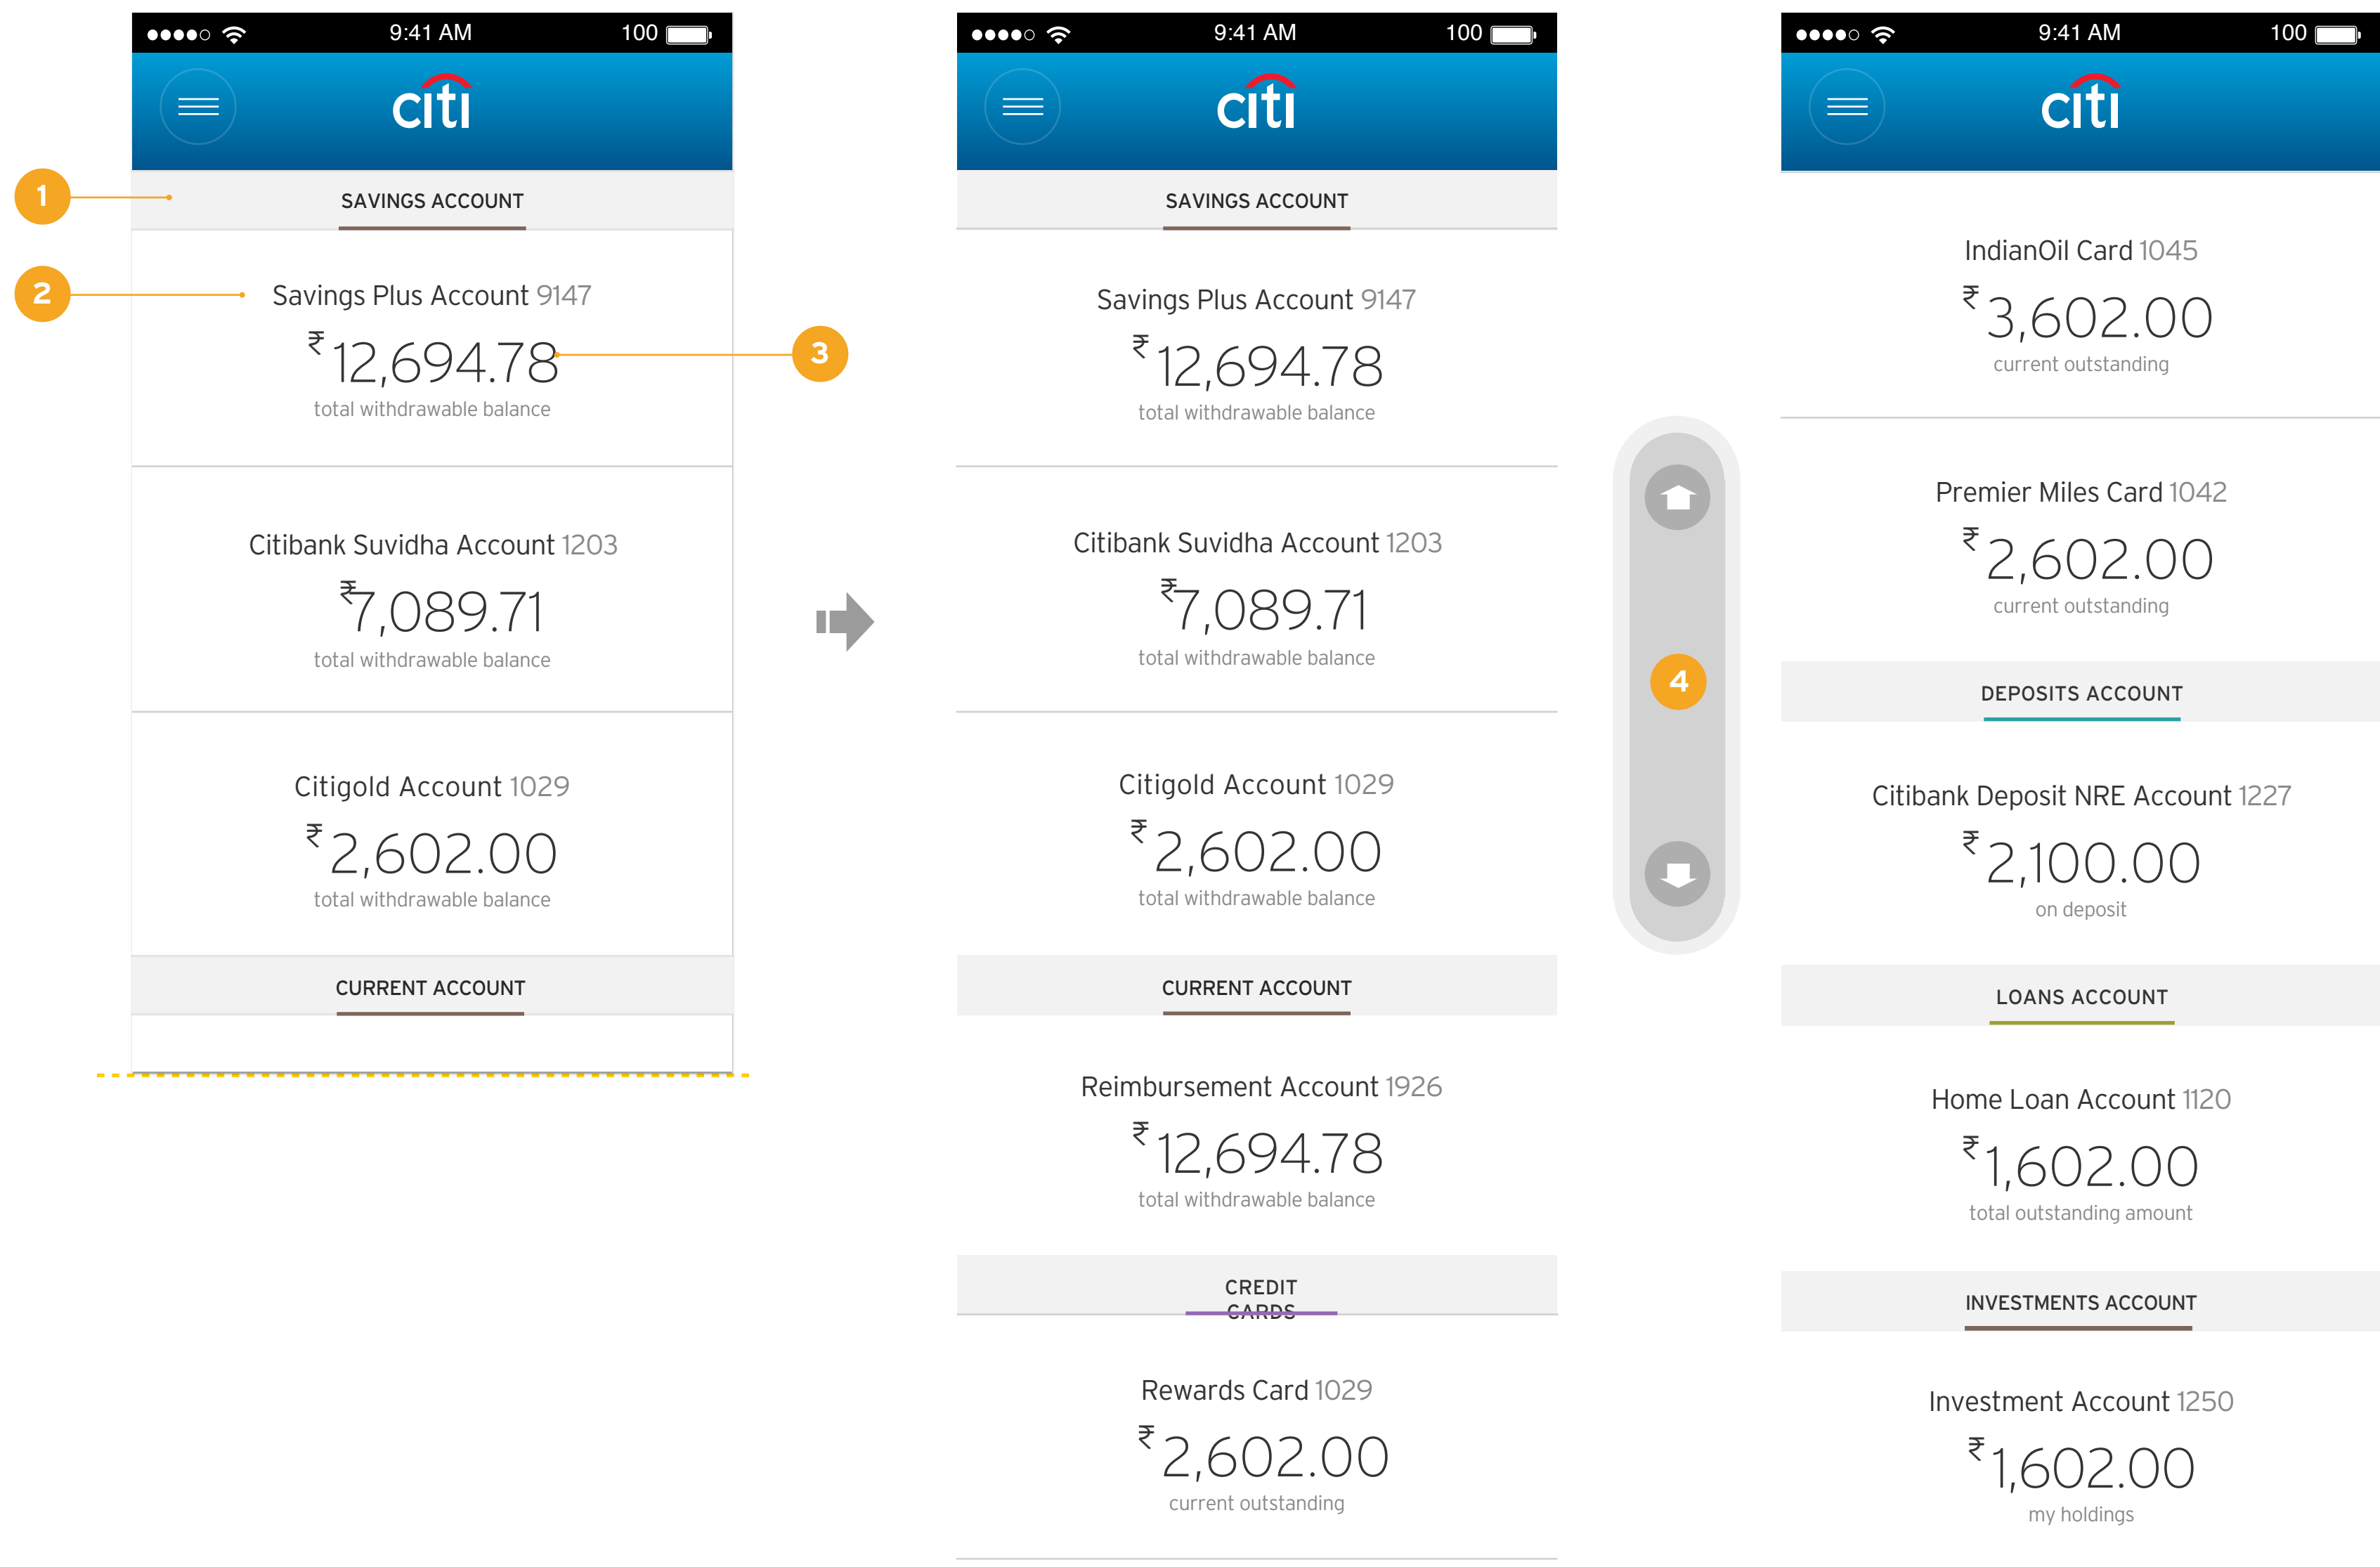 9:41 AM 100
citi
SAVINGS ACCOUNT
1
Savings Plus Account 9147
2
₹ 12,694.78
3
total withdrawable balance
Citibank Suvidha Account 1203
₹7,089.71
total withdrawable balance
Citigold Account 1029
₹ 2,602.00
total withdrawable balance
CURRENT ACCOUNT
9:41 AM 100
citi
SAVINGS ACCOUNT
Savings Plus Account 9147
₹ 12,694.78
total withdrawable balance
Citibank Suvidha Account 1203
₹7,089.71
total withdrawable balance
Citigold Account 1029
₹ 2,602.00
total withdrawable balance
CURRENT ACCOUNT
Reimbursement Account 1926
₹ 12,694.78
total withdrawable balance
CREDIT
CARDS
Rewards Card 1029
₹ 2,602.00
current outstanding
4
9:41 AM 100
citi
IndianOil Card 1045
₹ 3,602.00
current outstanding
Premier Miles Card 1042
₹ 2,602.00
current outstanding
DEPOSITS ACCOUNT
Citibank Deposit NRE Account 1227
₹ 2,100.00
on deposit
LOANS ACCOUNT
Home Loan Account 1120
₹ 1,602.00
total outstanding amount
INVESTMENTS ACCOUNT
Investment Account 1250
₹ 1,602.00
my holdings